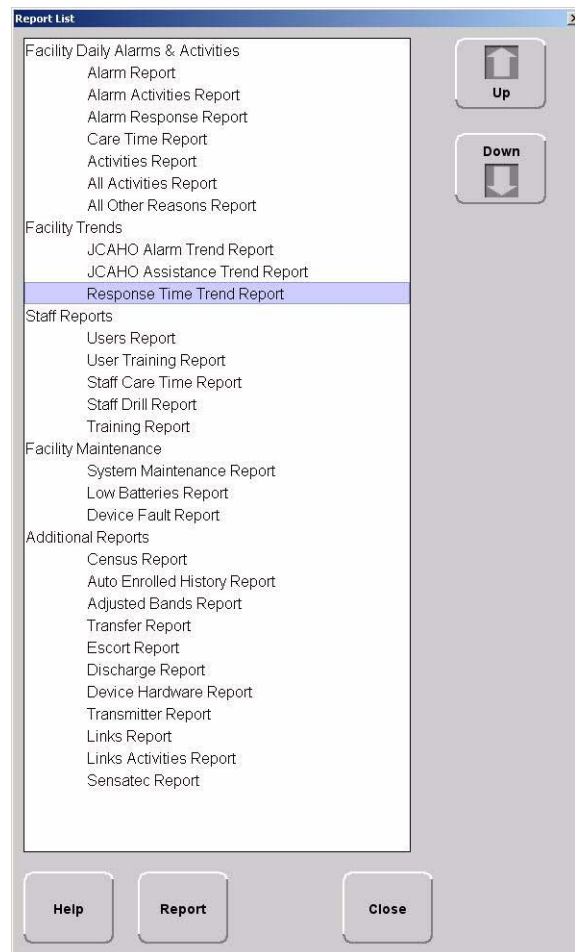 Report List
Facility Daily Alarms & Activities
Alarm Report
Alarm Activities Report
Alarm Response Report
Care Time Report
Activities Report
All Activities Report
All Other Reasons Report
Facility Trends
JCAHO Alarm Trend Report
JCAHO Assistance Trend Report
Response Time Trend Report
Staff Reports
Users Report
User Training Report
Staff Care Time Report
Staff Drill Report
Training Report
Facility Maintenance
System Maintenance Report
Low Batteries Report
Device Fault Report
Additional Reports
Census Report
Auto Enrolled History Report
Adjusted Bands Report
Transfer Report
Escort Report
Discharge Report
Device Hardware Report
Transmitter Report
Links Report
Links Activities Report
Sensatec Report
Up
Down
Help
Report
Close